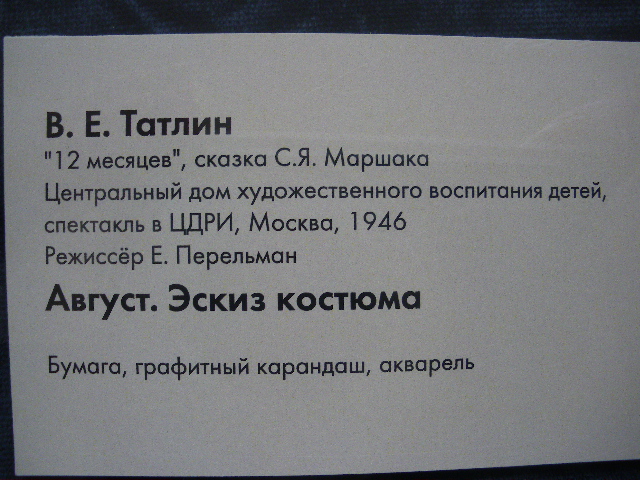 В. Е. Татлин
"12 месяцев", сказка С.Я. Маршака
Центральный дом художественного воспитания детей,
спектакль в ЦДРИ, Москва, 1946
Режиссёр Е. Перельман
Август. Эскиз костюма
Бумага, графитный карандаш, акварель